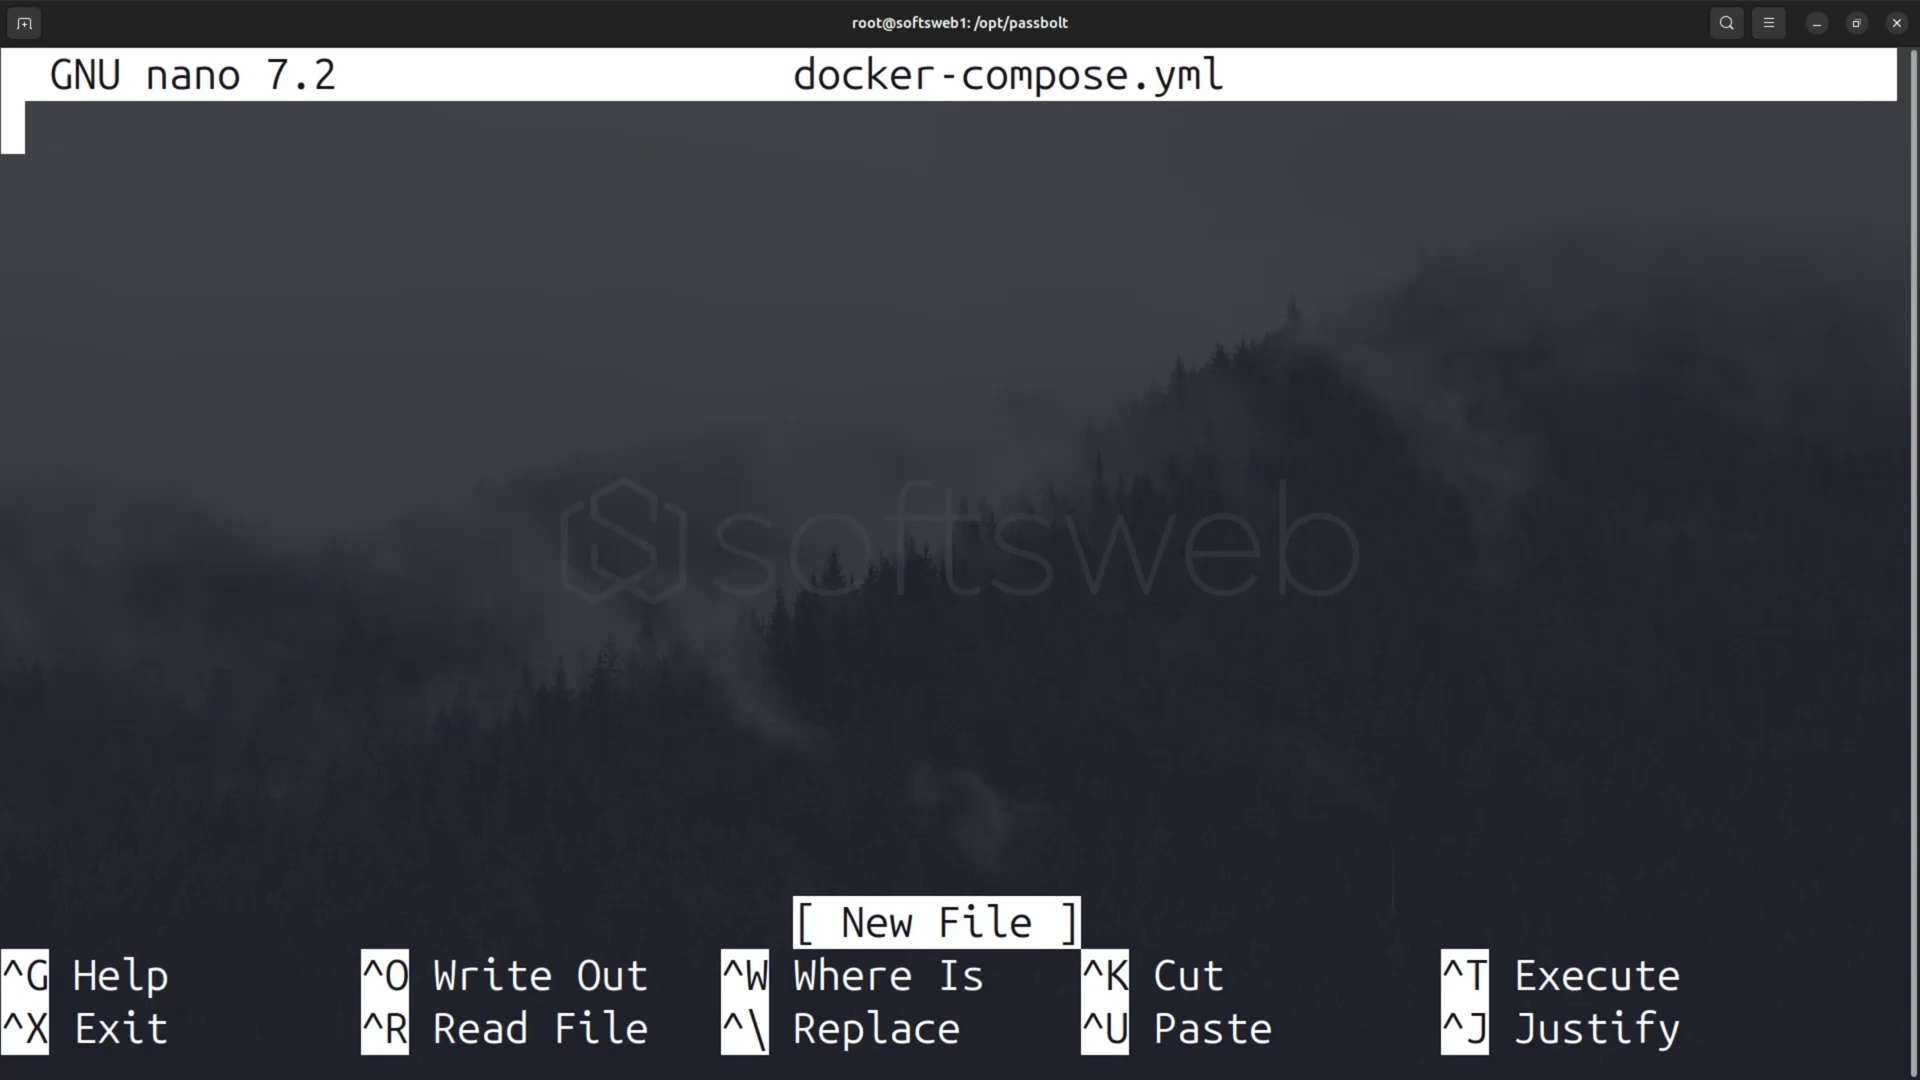 root@softsweb1: /opt/passbolt
GNU nano 7.2 docker-compose.yml
softsweb
[ New File ]
^G Help ^O Write Out ^W Where Is ^K Cut ^T Execute
^X Exit ^R Read File ^\ Replace ^U Paste ^J Justify